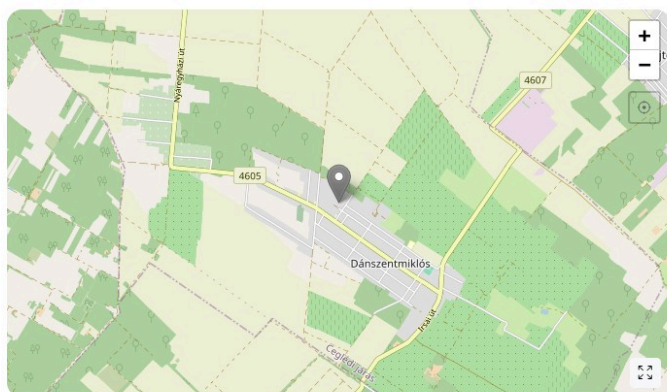 +
−
Nyáregyházi út
4607
4605
Dánszentmiklós
Irsai út
Ceglédi járás